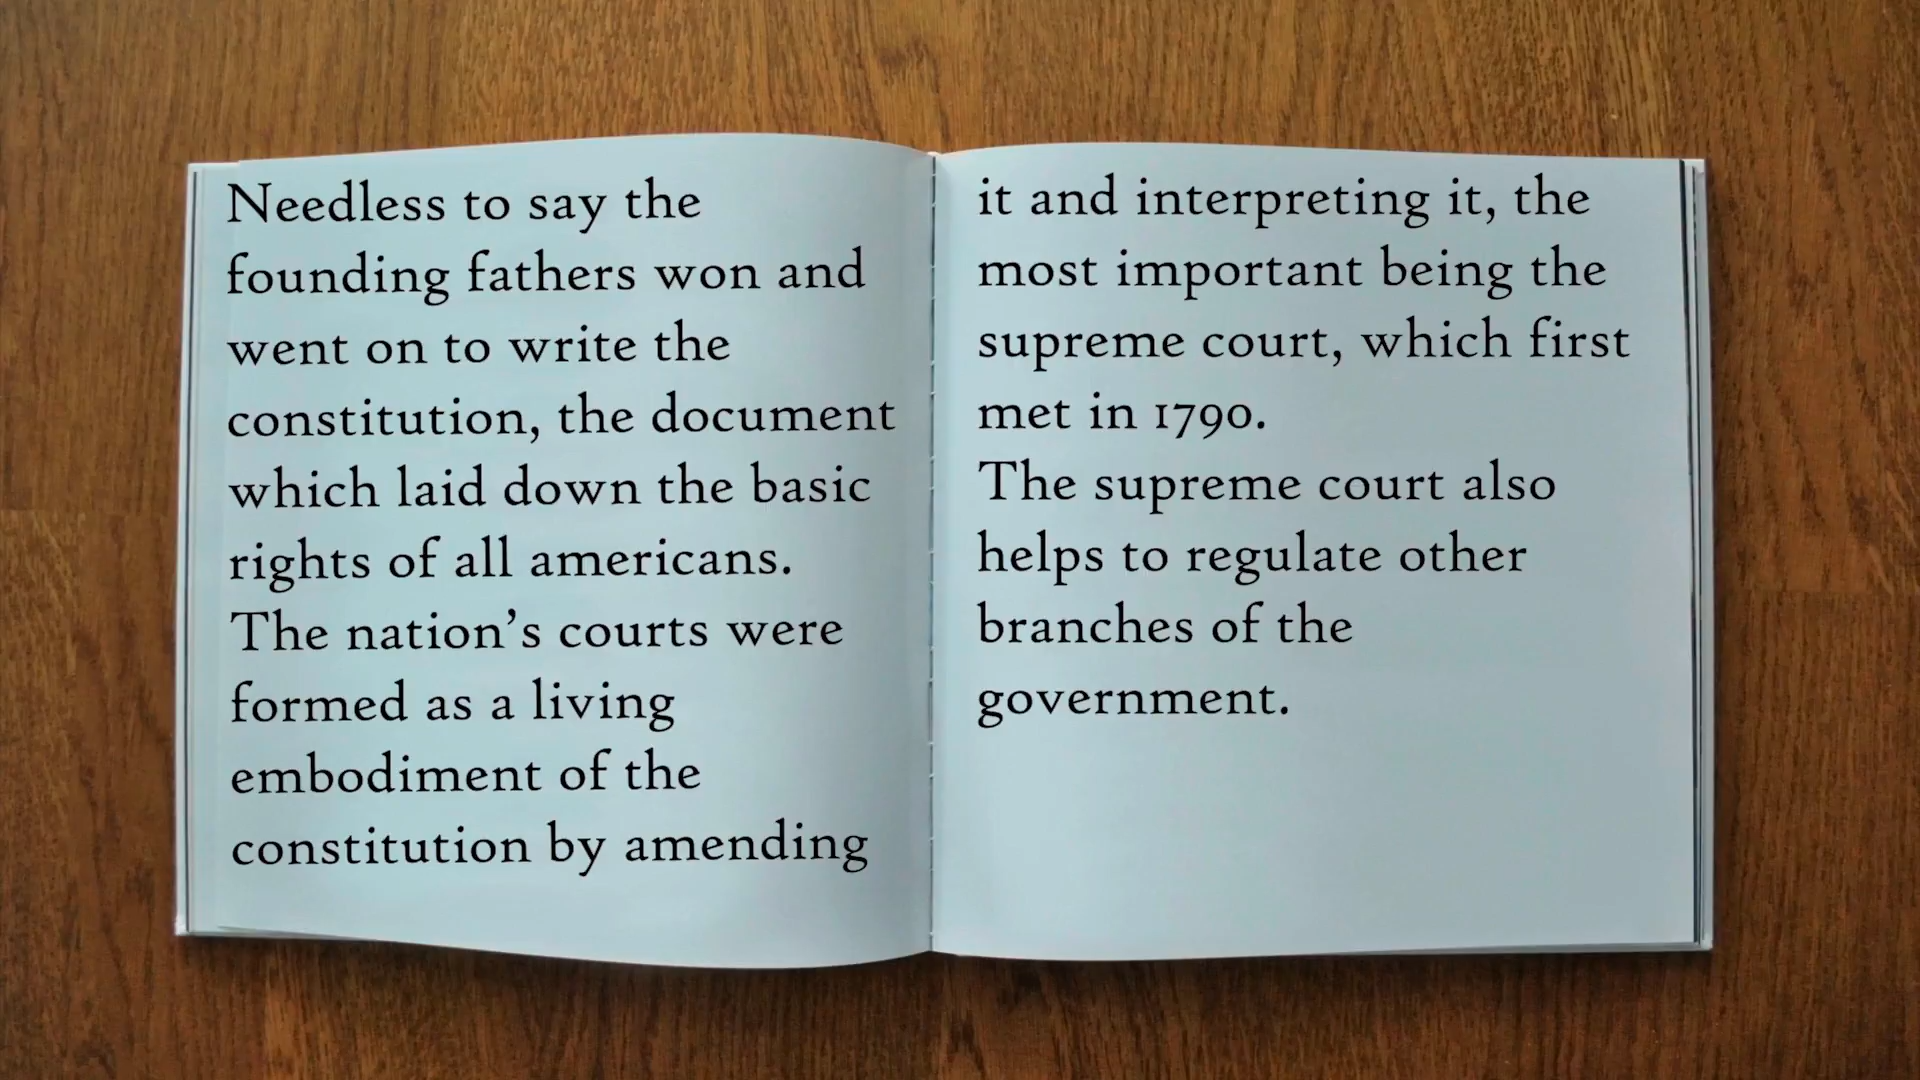 Needless to say the
founding fathers won and
went on to write the
constitution, the document
which laid down the basic
rights of all americans.
The nation's courts were
formed as a living
embodiment of the
constitution by amending
it and interpreting it, the
most important being the
supreme court, which first
met in 1790.
The supreme court also
helps to regulate other
branches of the
government.